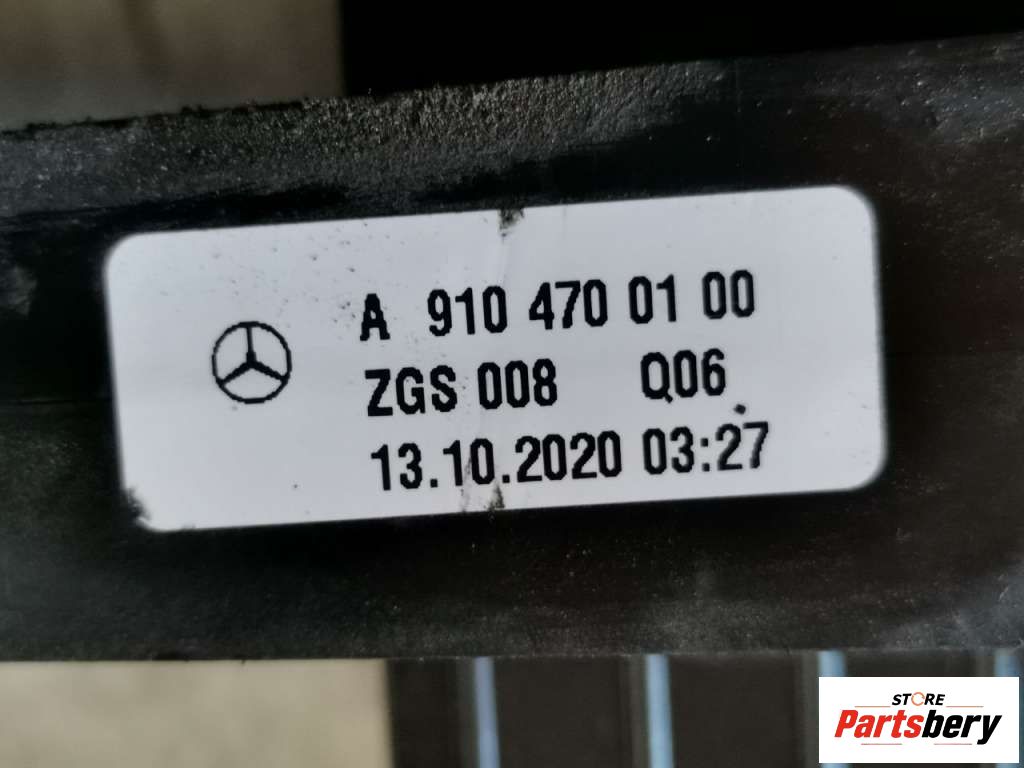 A 910 470 01 00
ZGS 008 Q06
13.10.2020 03:27
STORE
Partsbery